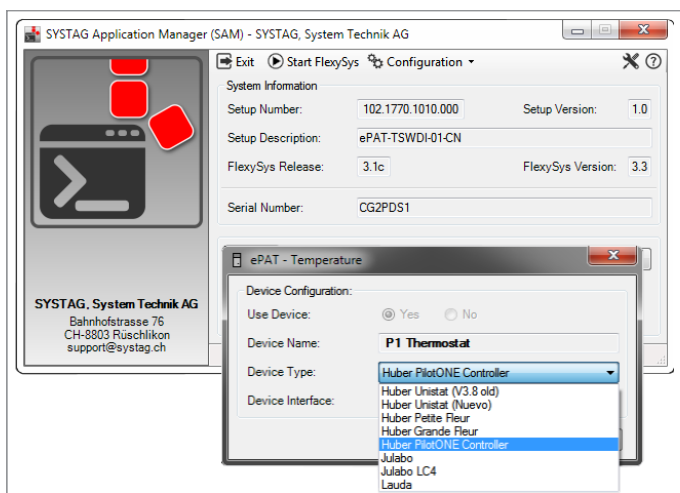 SYSTAG Application Manager (SAM) - SYSTAG, System Technik AG
Exit Start FlexySys Configuration
System Information
Setup Number: 102.1770.1010.000 Setup Version: 1.0
Setup Description: ePAT-TSWDI-01-CN
FlexySys Release: 3.1c FlexySys Version: 3.3
Serial Number: CG2PDS1
SYSTAG, System Technik AG
Bahnhofstrasse 76
CH-8803 Rüschlikon
support@systag.ch
ePAT - Temperature
Device Configuration:
Use Device: Yes No
Device Name: P1 Thermostat
Device Type: Huber PilotONE Controller
Device Interface:
Huber Unistat (V3.8 old)
Huber Unistat (Nuevo)
Huber Petite Fleur
Huber Grande Fleur
Huber PilotONE Controller
Julabo
Julabo LC4
Lauda